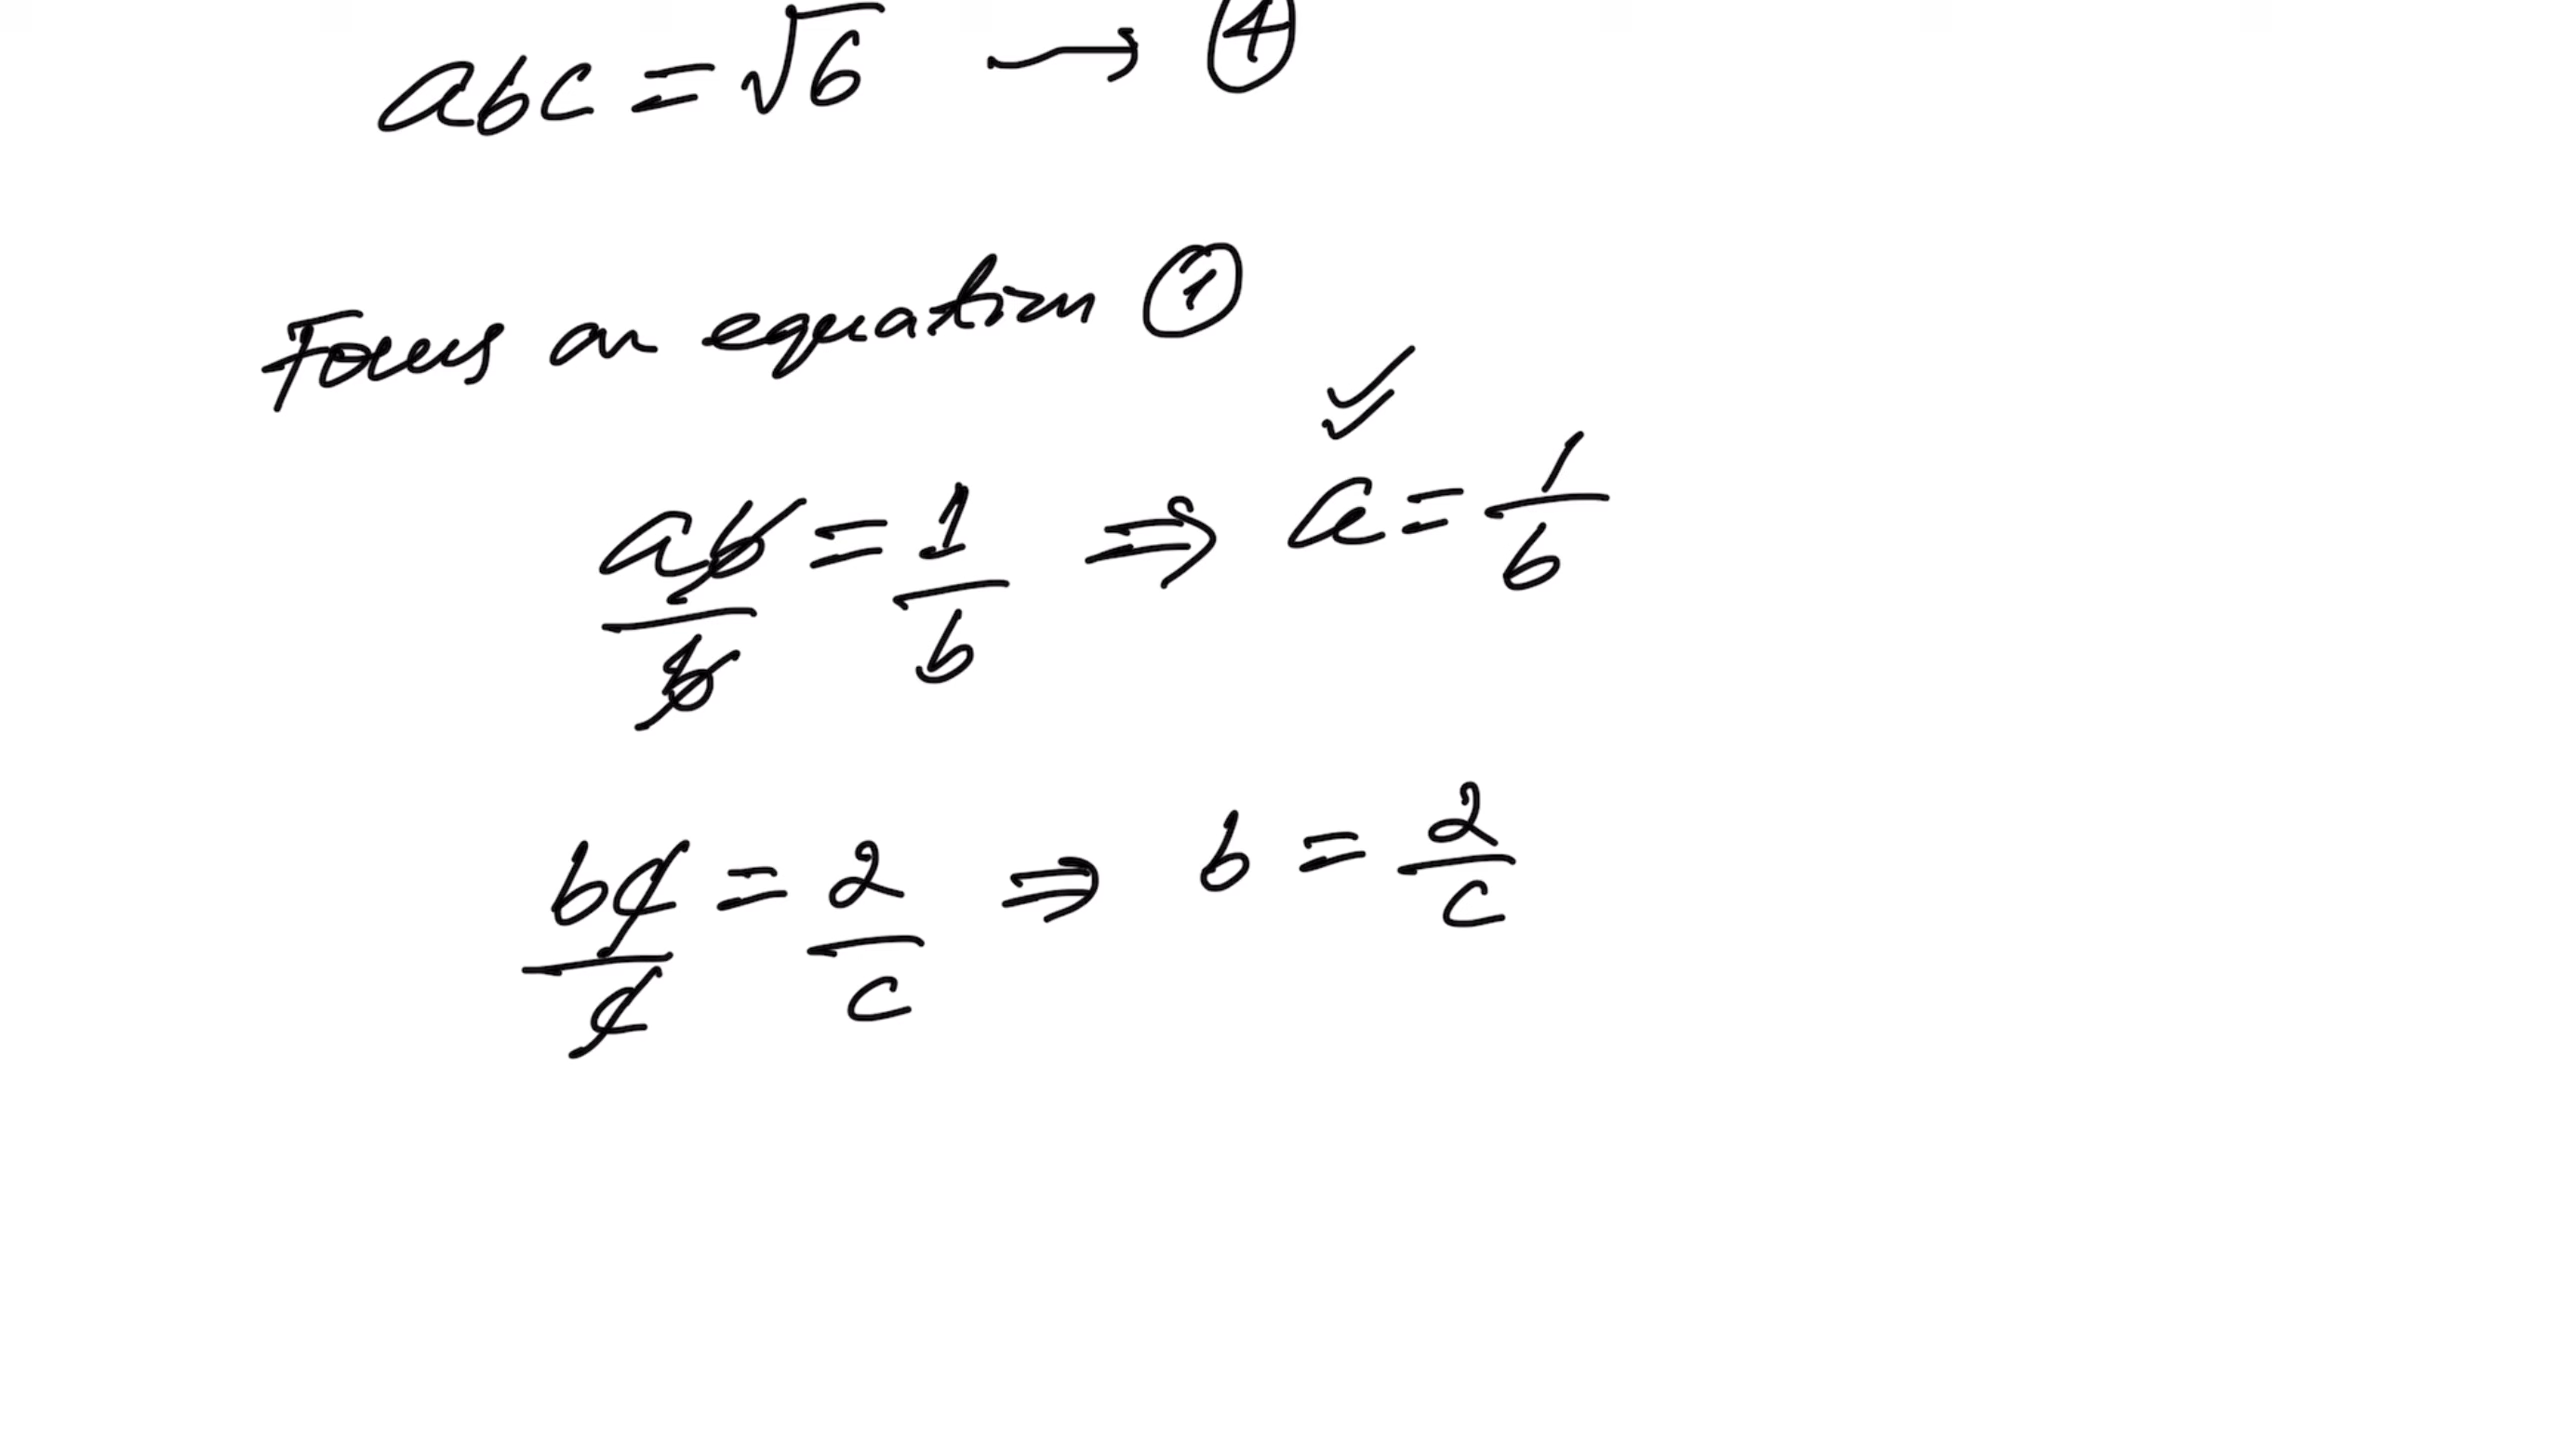 abc = √6 → ④
Focus on equation ①
ab/b = 1/b ⇒ a = 1/b
bc/c = 2/c ⇒ b = 2/c